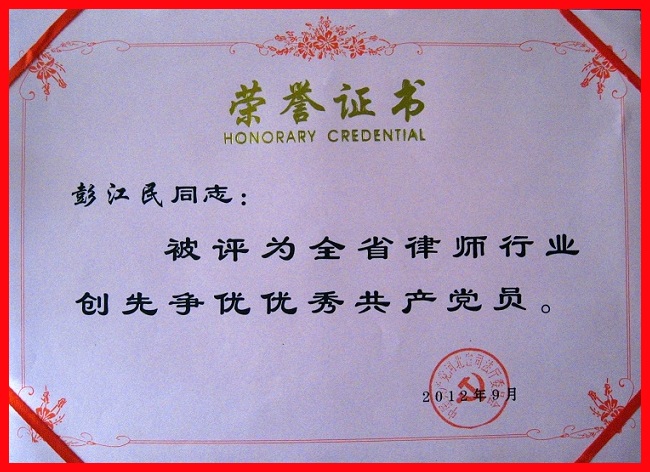 荣誉证书
HONORARY CREDENTIAL
彭江民同志：
被评为全省律师行业
创先争优优秀共产党员。
2012年9月